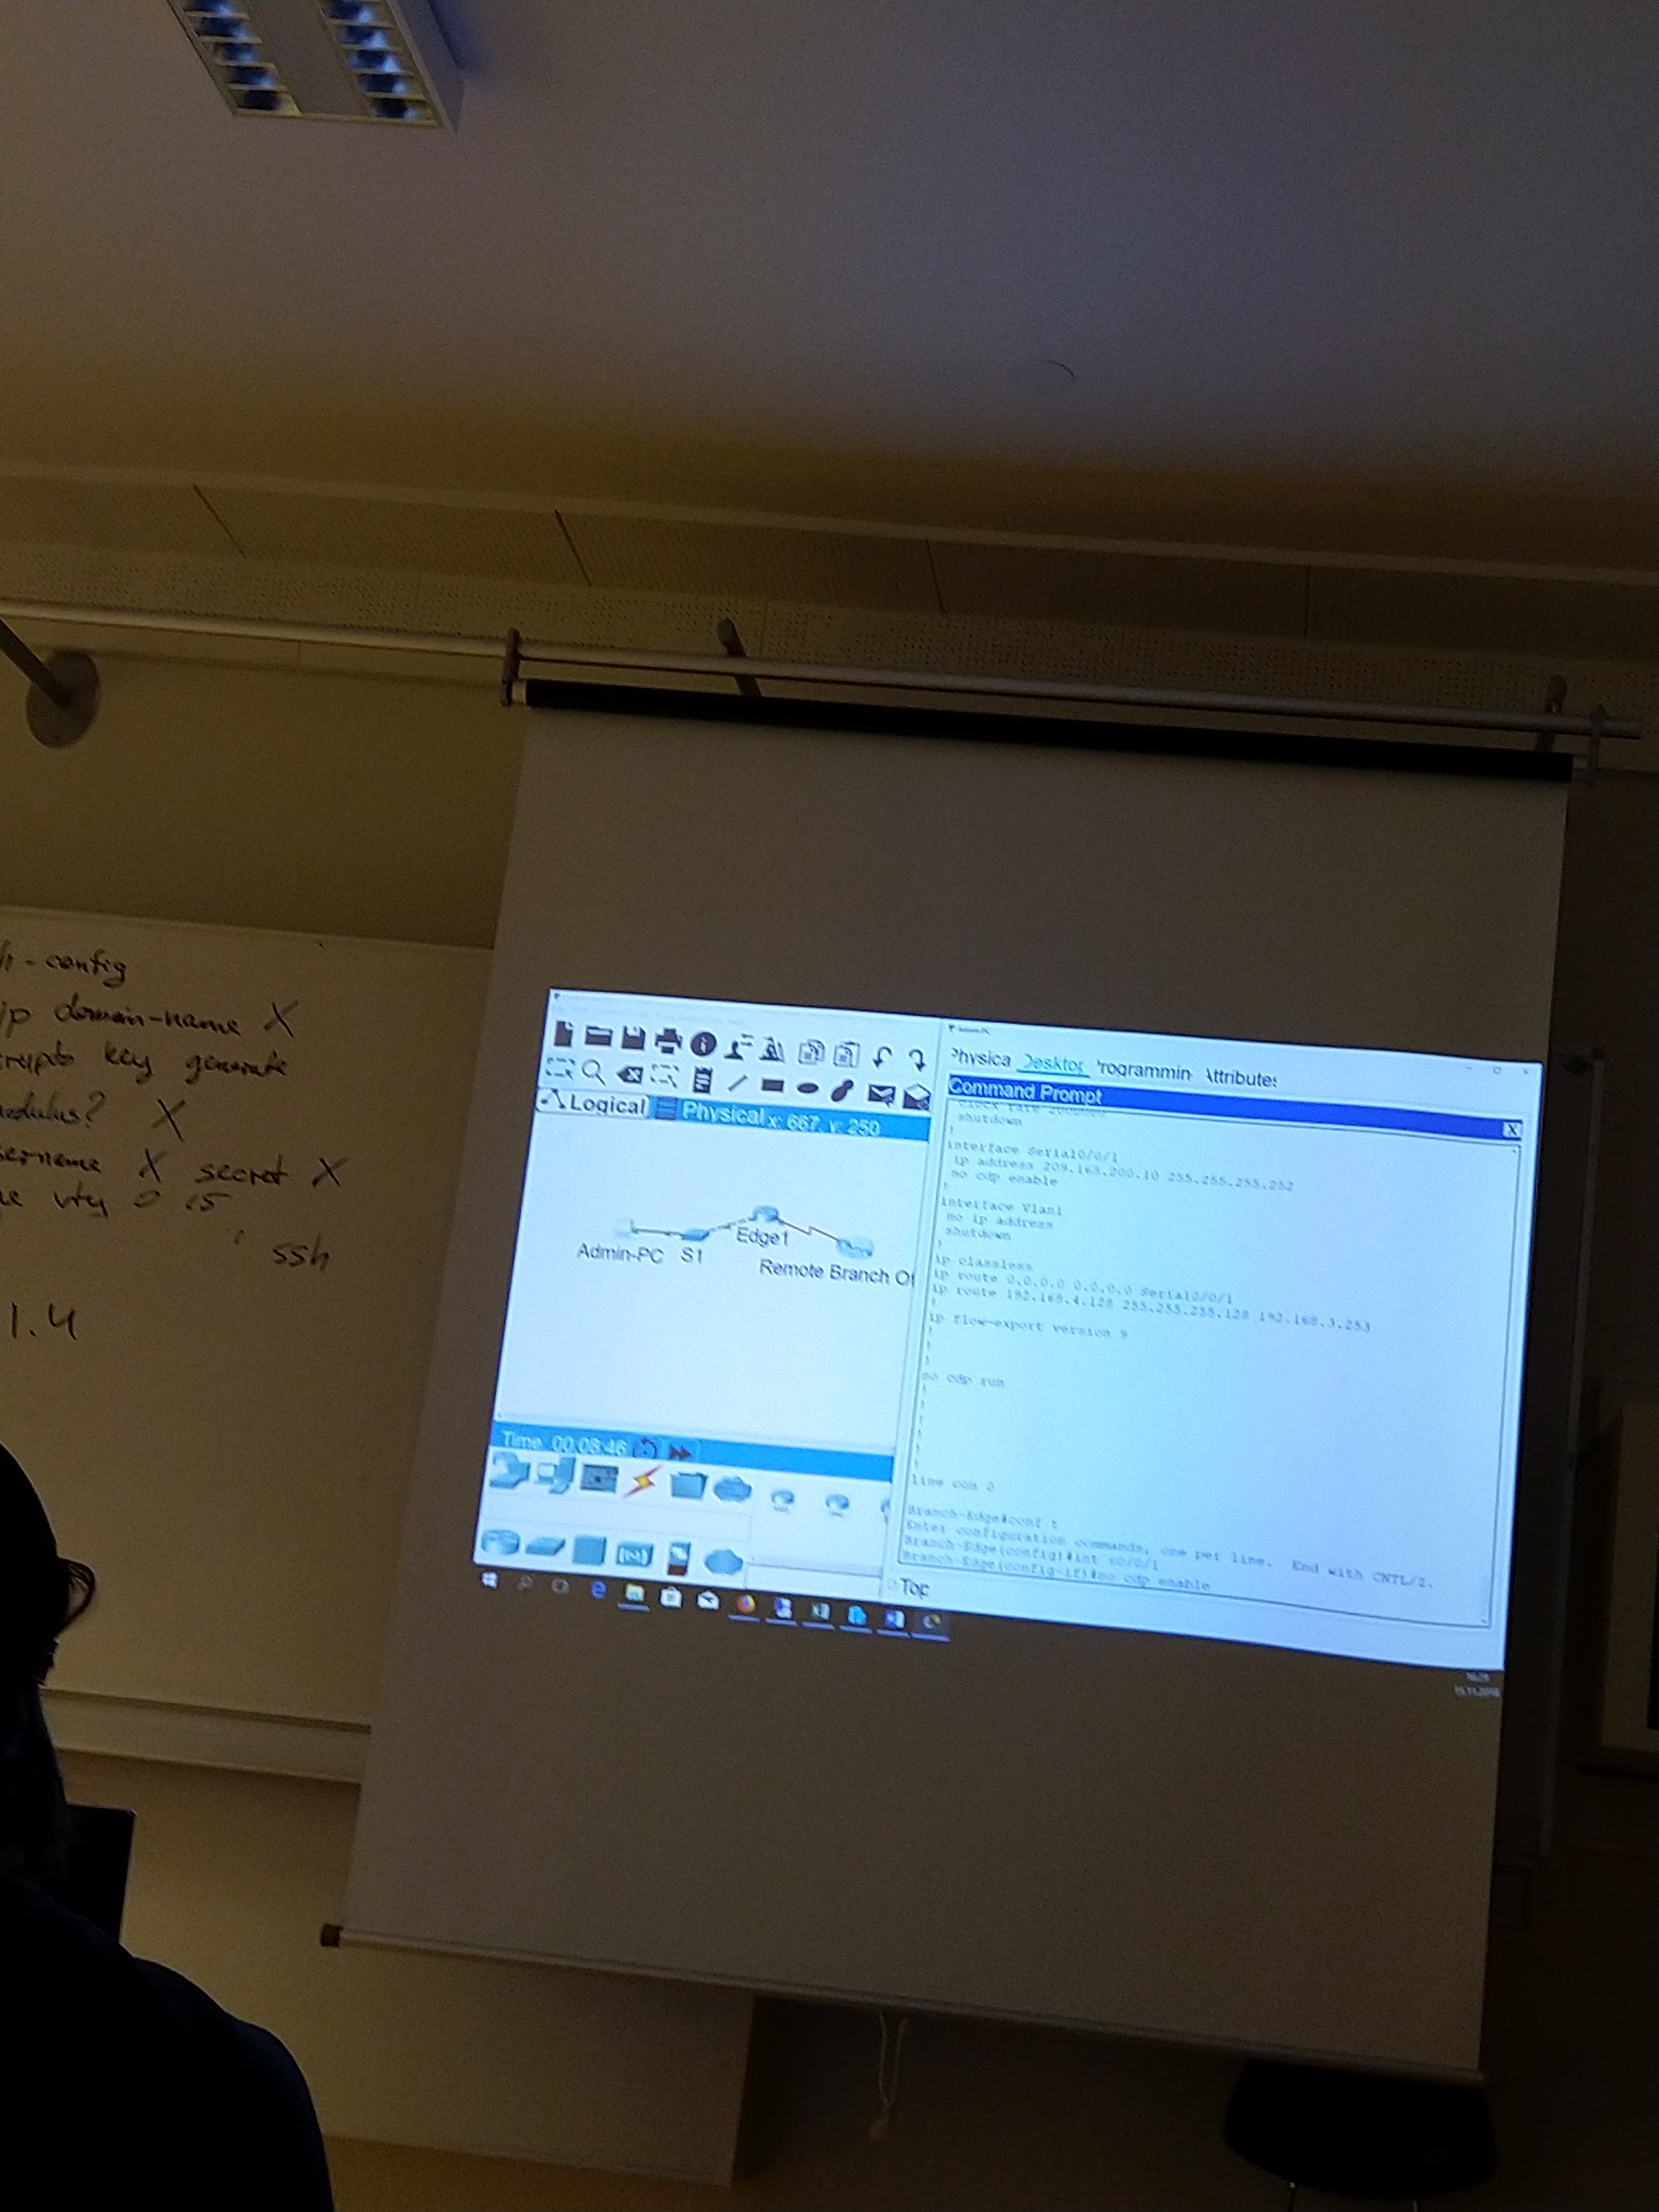 - config
ip domain-name X
crypto key generate
modulus? X
username X secret X
vty 0 15
" ssh
1.4
Admin-PC
Physica Desktop Programmin Attributes
Command Prompt
X
Logical Physical x: 667, y: 250
Admin-PC S1 Edge1
Remote Branch Of
Time: 00:08:46
clock rate 2000000
shutdown
!
interface Serial0/0/1
ip address 209.165.200.10 255.255.255.252
no cdp enable
!
interface Vlan1
no ip address
shutdown
!
ip classless
ip route 0.0.0.0 0.0.0.0 Serial0/0/1
ip route 192.168.4.128 255.255.255.128 192.168.3.253
!
ip flow-export version 9
!
!
!
no cdp run
!
!
!
!
!
!
line con 0
Branch-Edge#conf t
Enter configuration commands, one per line. End with CNTL/Z.
Branch-Edge(config)#int s0/0/1
Branch-Edge(config-if)#no cdp enable
Top